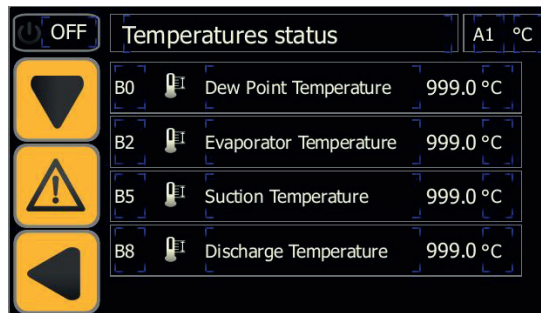 OFF Temperatures status A1 °C
B0 Dew Point Temperature 999.0 °C
B2 Evaporator Temperature 999.0 °C
B5 Suction Temperature 999.0 °C
B8 Discharge Temperature 999.0 °C